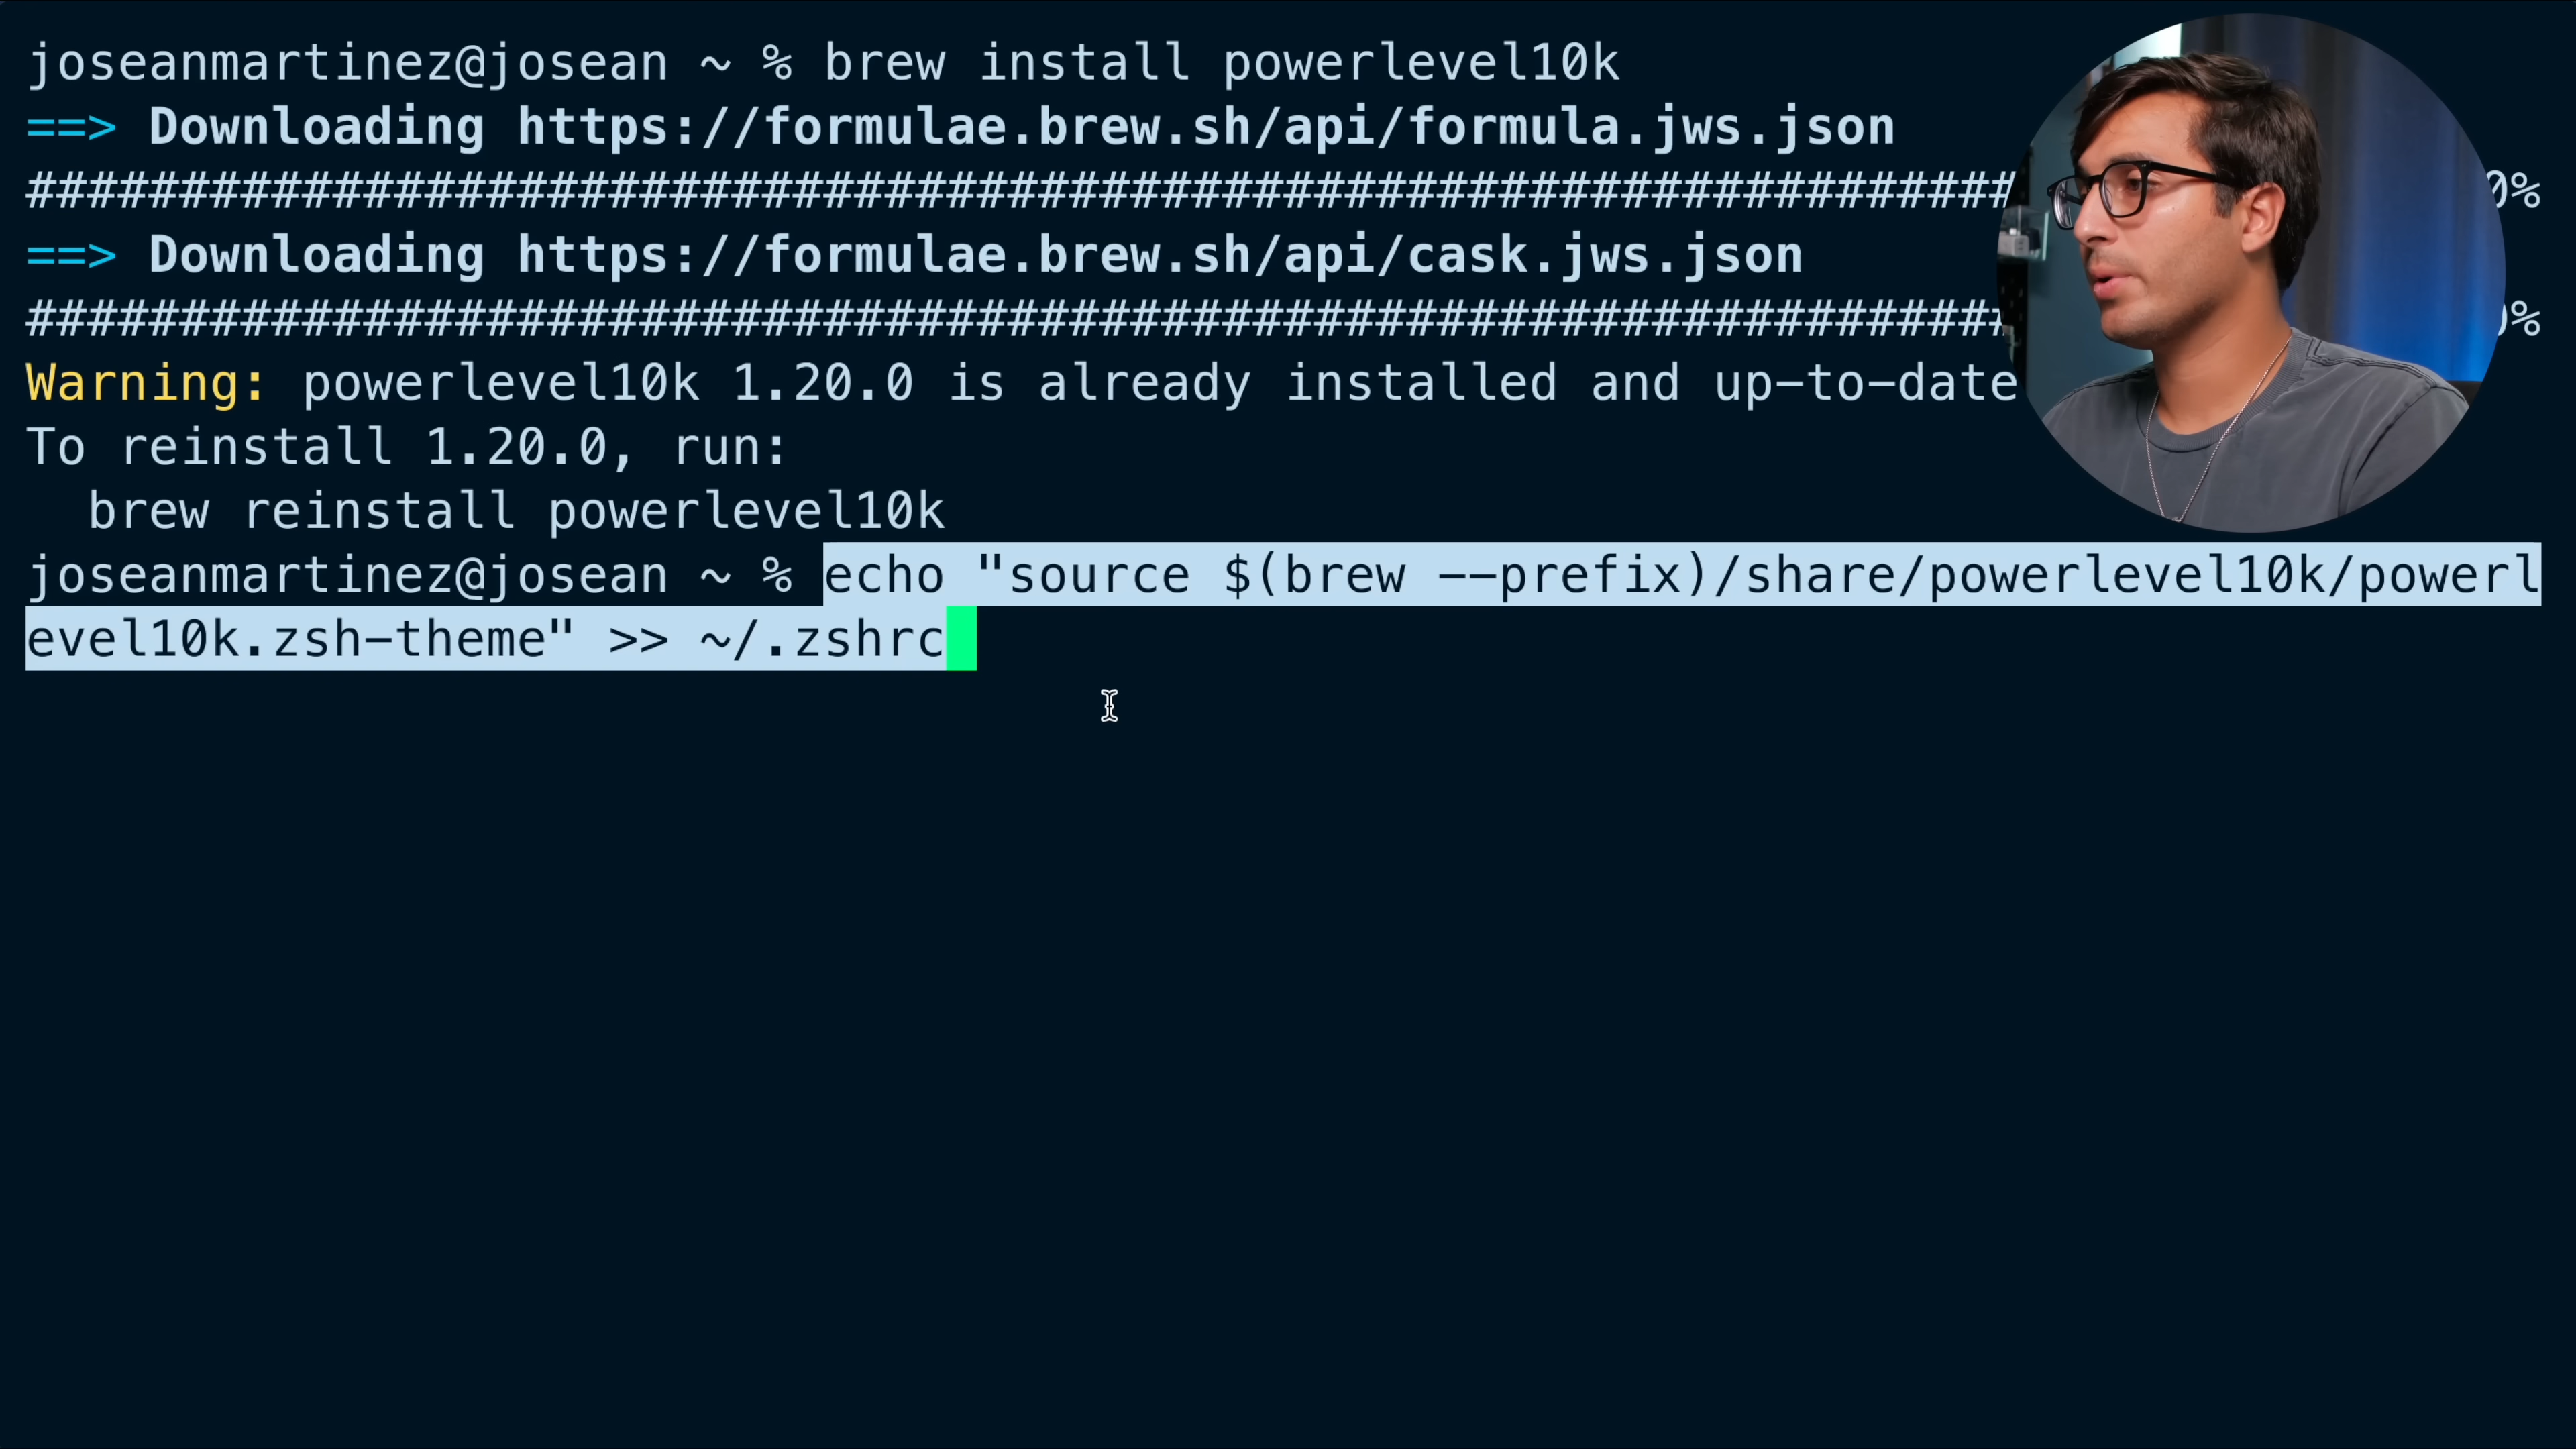 joseanmartinez@josean ~ % brew install powerlevel10k
==> Downloading https://formulae.brew.sh/api/formula.jws.json
################################################################# 0%
==> Downloading https://formulae.brew.sh/api/cask.jws.json
################################################################# 0%
Warning: powerlevel10k 1.20.0 is already installed and up-to-date
To reinstall 1.20.0, run:
  brew reinstall powerlevel10k
joseanmartinez@josean ~ % echo "source $(brew --prefix)/share/powerlevel10k/powerl
evel10k.zsh-theme" >> ~/.zshrc